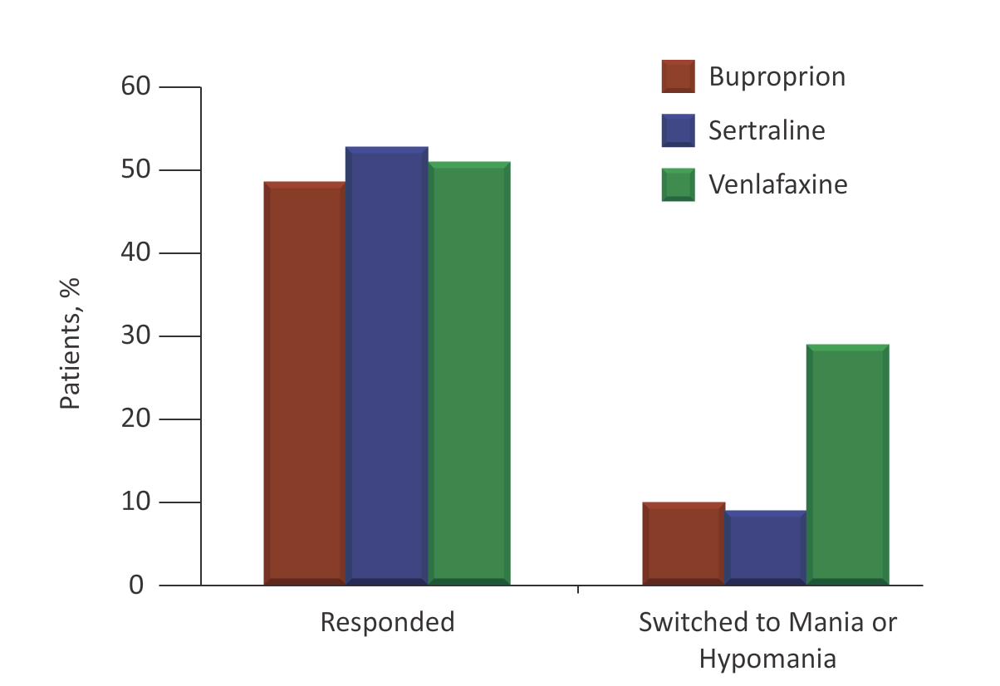 Buproprion
Sertraline
Venlafaxine
60
50
40
30
20
10
0
Patients, %
Responded
Switched to Mania or
Hypomania